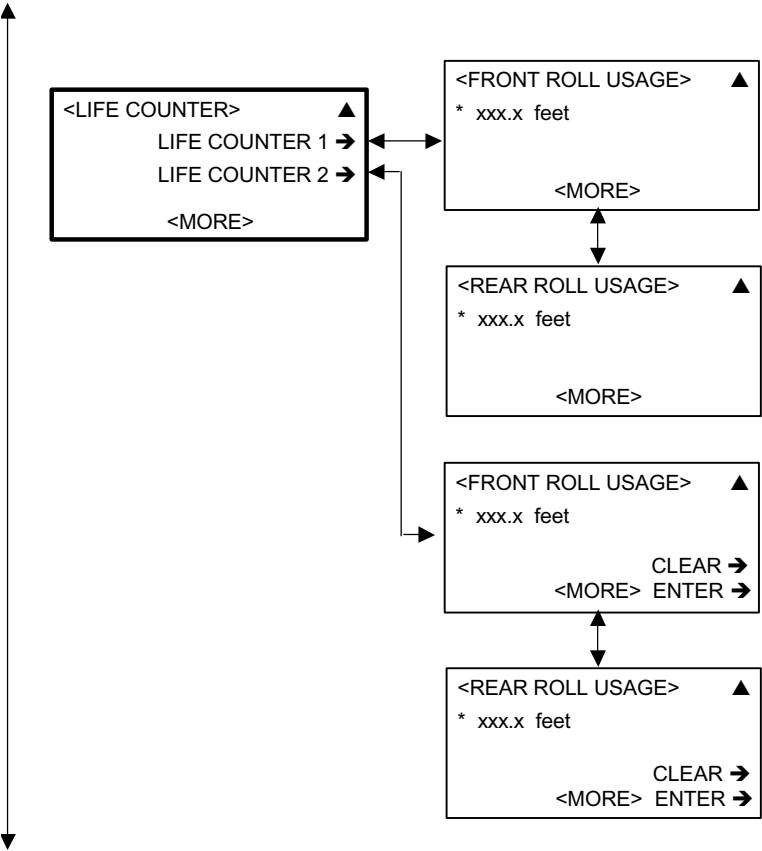 <LIFE COUNTER> ▲
LIFE COUNTER 1 ➔
LIFE COUNTER 2 ➔
<MORE>
<FRONT ROLL USAGE> ▲
* xxx.x feet
<MORE>
<REAR ROLL USAGE> ▲
* xxx.x feet
<MORE>
<FRONT ROLL USAGE> ▲
* xxx.x feet
CLEAR ➔
<MORE> ENTER ➔
<REAR ROLL USAGE> ▲
* xxx.x feet
CLEAR ➔
<MORE> ENTER ➔